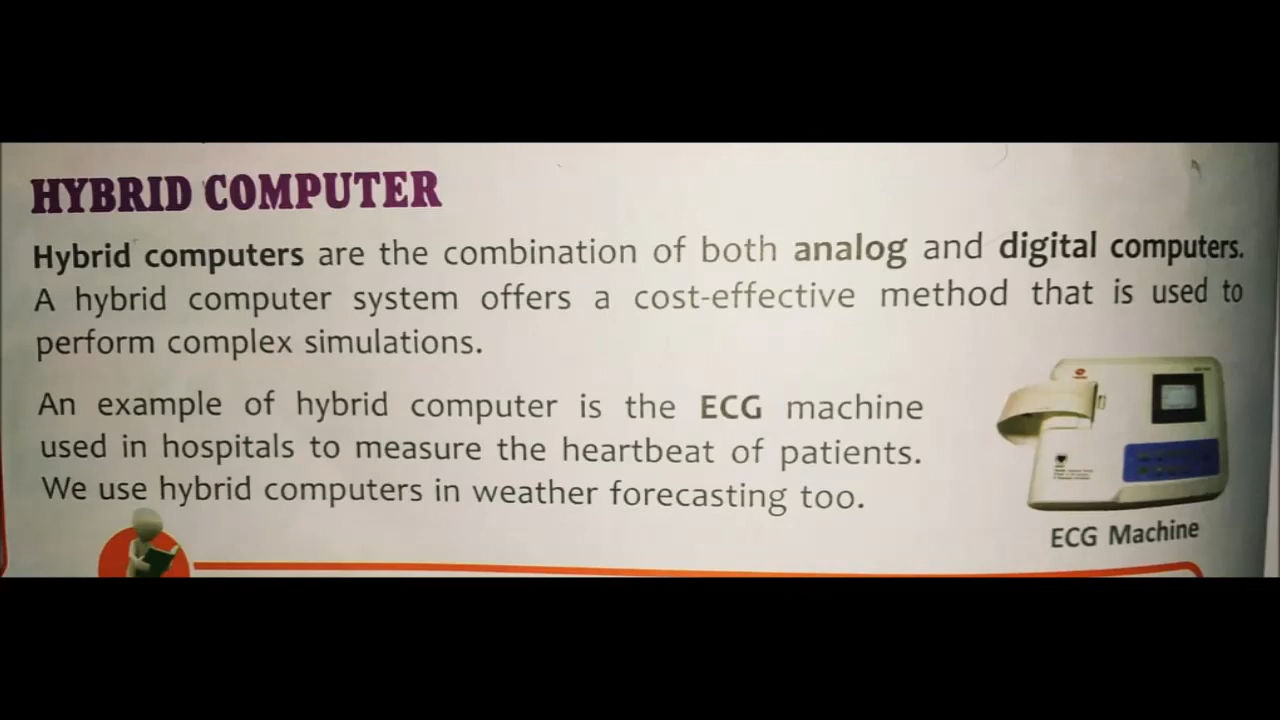 HYBRID COMPUTER
Hybrid computers are the combination of both analog and digital computers.
A hybrid computer system offers a cost-effective method that is used to
perform complex simulations.
An example of hybrid computer is the ECG machine
used in hospitals to measure the heartbeat of patients.
We use hybrid computers in weather forecasting too.
ECG Machine